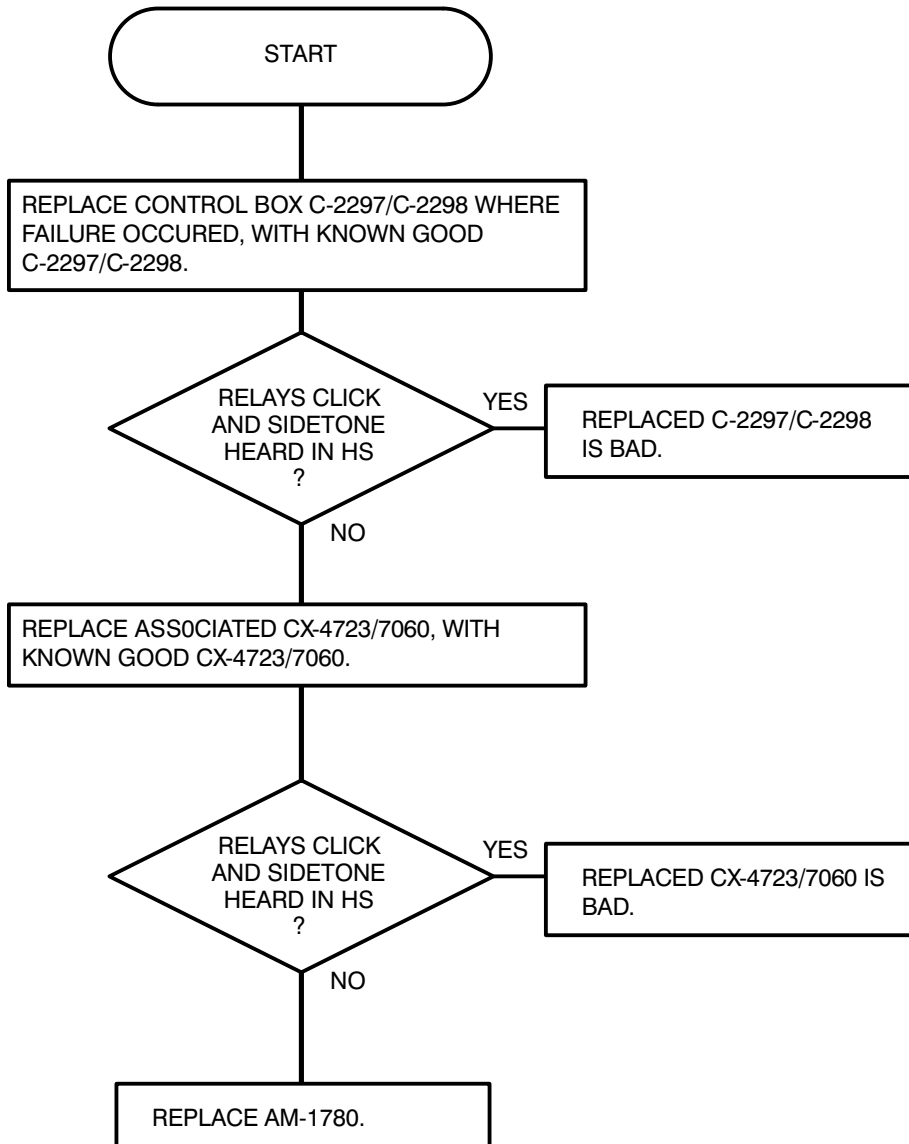 START
REPLACE CONTROL BOX C-2297/C-2298 WHERE
FAILURE OCCURED, WITH KNOWN GOOD
C-2297/C-2298.
RELAYS CLICK
AND SIDETONE
HEARD IN HS
?
YES
REPLACED C-2297/C-2298
IS BAD.
NO
REPLACE ASS0CIATED CX-4723/7060, WITH
KNOWN GOOD CX-4723/7060.
RELAYS CLICK
AND SIDETONE
HEARD IN HS
?
YES
REPLACED CX-4723/7060 IS
BAD.
NO
REPLACE AM-1780.